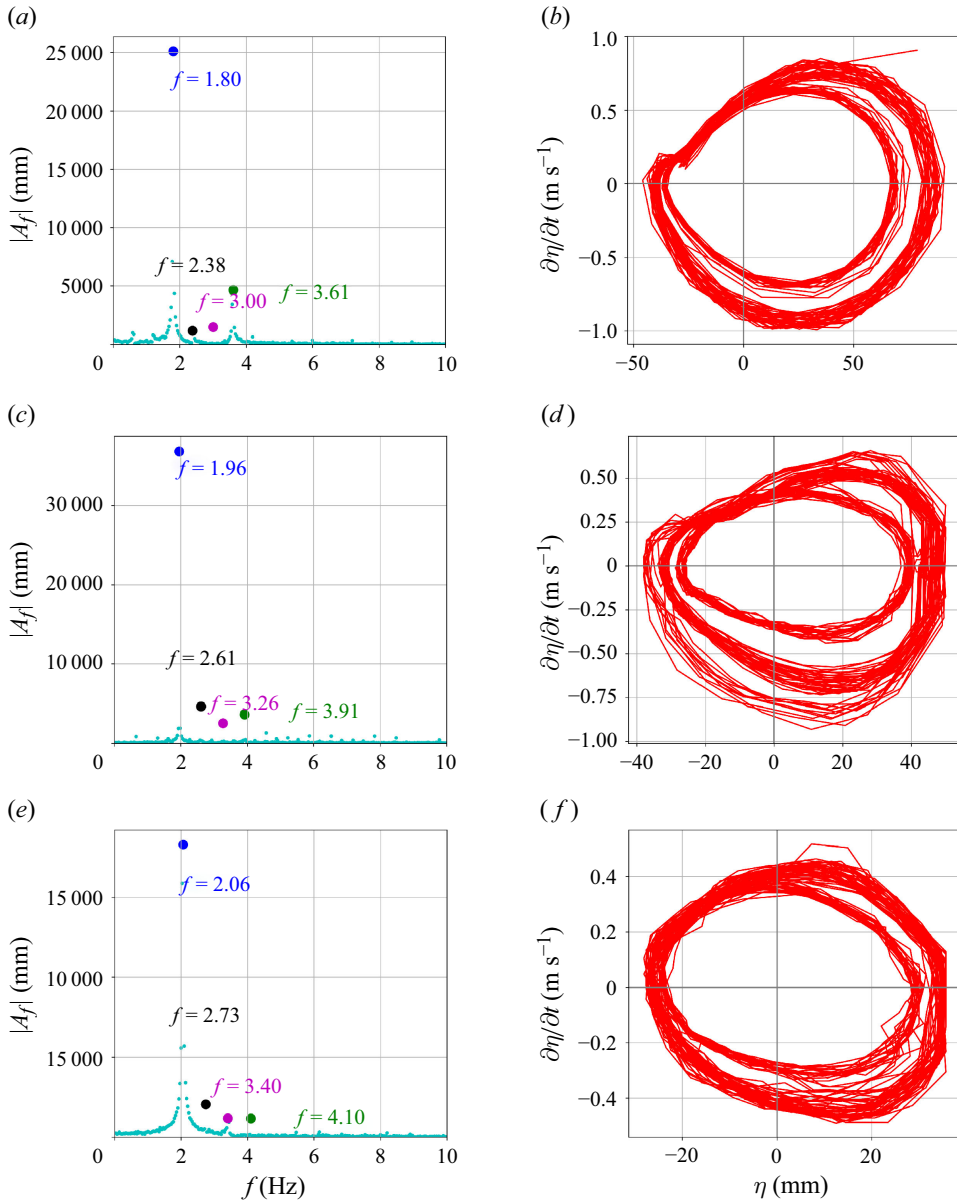 (a)
(b)
25 000
20 000
15 000
10 000
5000
|A_f| (mm)
f = 1.80
f = 2.38
f = 3.00
f = 3.61
0 2 4 6 8 10
1.0
0.5
0
−0.5
−1.0
∂η/∂t (m s⁻¹)
−50 0 50
(c)
(d)
30 000
20 000
10 000
|A_f| (mm)
f = 1.96
f = 2.61
f = 3.26
f = 3.91
0 2 4 6 8 10
0.50
0.25
0
−0.25
−0.50
−0.75
−1.00
∂η/∂t (m s⁻¹)
−40 −20 0 20 40
(e)
(f)
15 000
10 000
15 000
|A_f| (mm)
f = 2.06
f = 2.73
f = 3.40
f = 4.10
0 2 4 6 8 10
f (Hz)
0.4
0.2
0
−0.2
−0.4
∂η/∂t (m s⁻¹)
−20 0 20
η (mm)